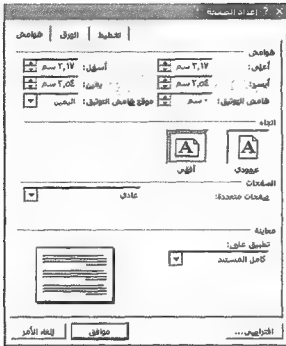 إعداد الصفحة
هوامش الورق تخطيط
هوامش
أعلى: ٣,١٧ سم أسفل: ٣,١٧ سم
أيسر: ٢,٥٤ سم يمين: ٢,٥٤ سم
هامش التوثيق: ٠ سم موقع هامش التوثيق: اليمين
اتجاه
عمودي أفقي
الصفحات
صفحات متعددة: عادي
معاينة
تطبيق على:
كامل المستند
افتراضي... موافق إلغاء الأمر